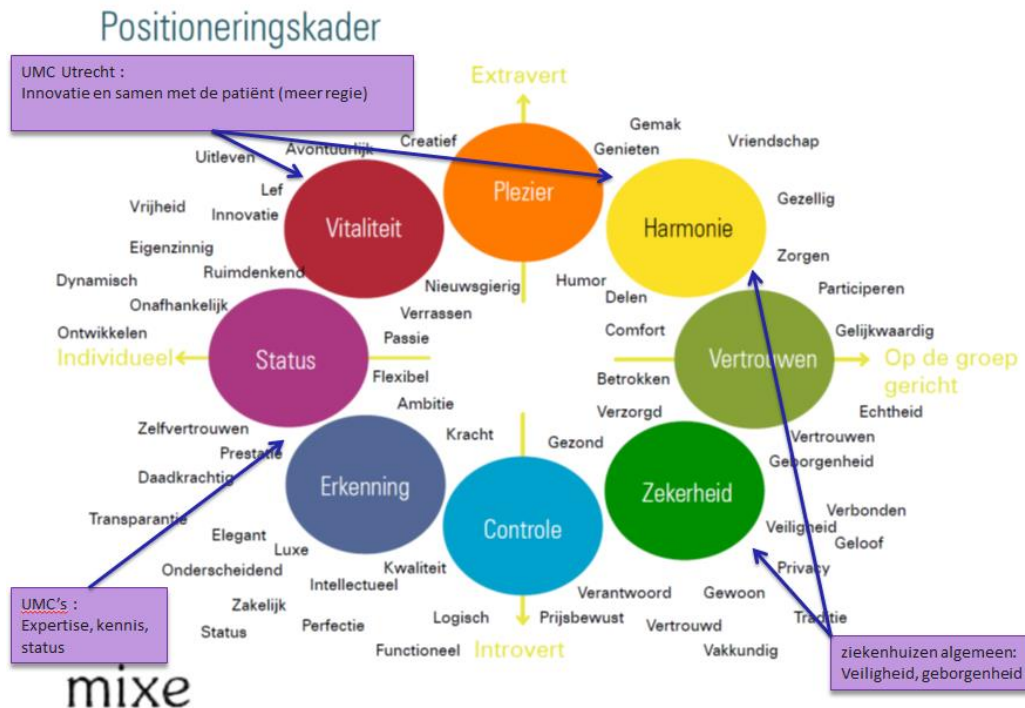 Positioneringskader
UMC Utrecht :
Innovatie en samen met de patiënt (meer regie)
Extravert
Gemak
Vriendschap
Creatief
Genieten
Avontuurlijk
Uitleven
Plezier
Lef
Vrijheid
Innovatie
Vitaliteit
Harmonie
Gezellig
Eigenzinnig
Zorgen
Dynamisch
Ruimdenkend
Nieuwsgierig
Humor
Delen
Participeren
Onafhankelijk
Verrassen
Ontwikkelen
Passie
Comfort
Gelijkwaardig
Individueel
Status
Vertrouwen
Op de groep
gericht
Flexibel
Betrokken
Ambitie
Verzorgd
Echtheid
Zelfvertrouwen
Kracht
Gezond
Vertrouwen
Prestatie
Geborgenheid
Daadkrachtig
Erkenning
Controle
Zekerheid
Transparantie
Verbonden
Veiligheid
Geloof
Elegant
Luxe
Onderscheidend
Kwaliteit
Privacy
Intellectueel
Verantwoord
Gewoon
Zakelijk
Logisch
Prijsbewust
Traditie
Status
Perfectie
Vertrouwd
Functioneel
Introvert
Vakkundig
UMC's :
Expertise, kennis,
status
ziekenhuizen algemeen:
Veiligheid, geborgenheid
mixe